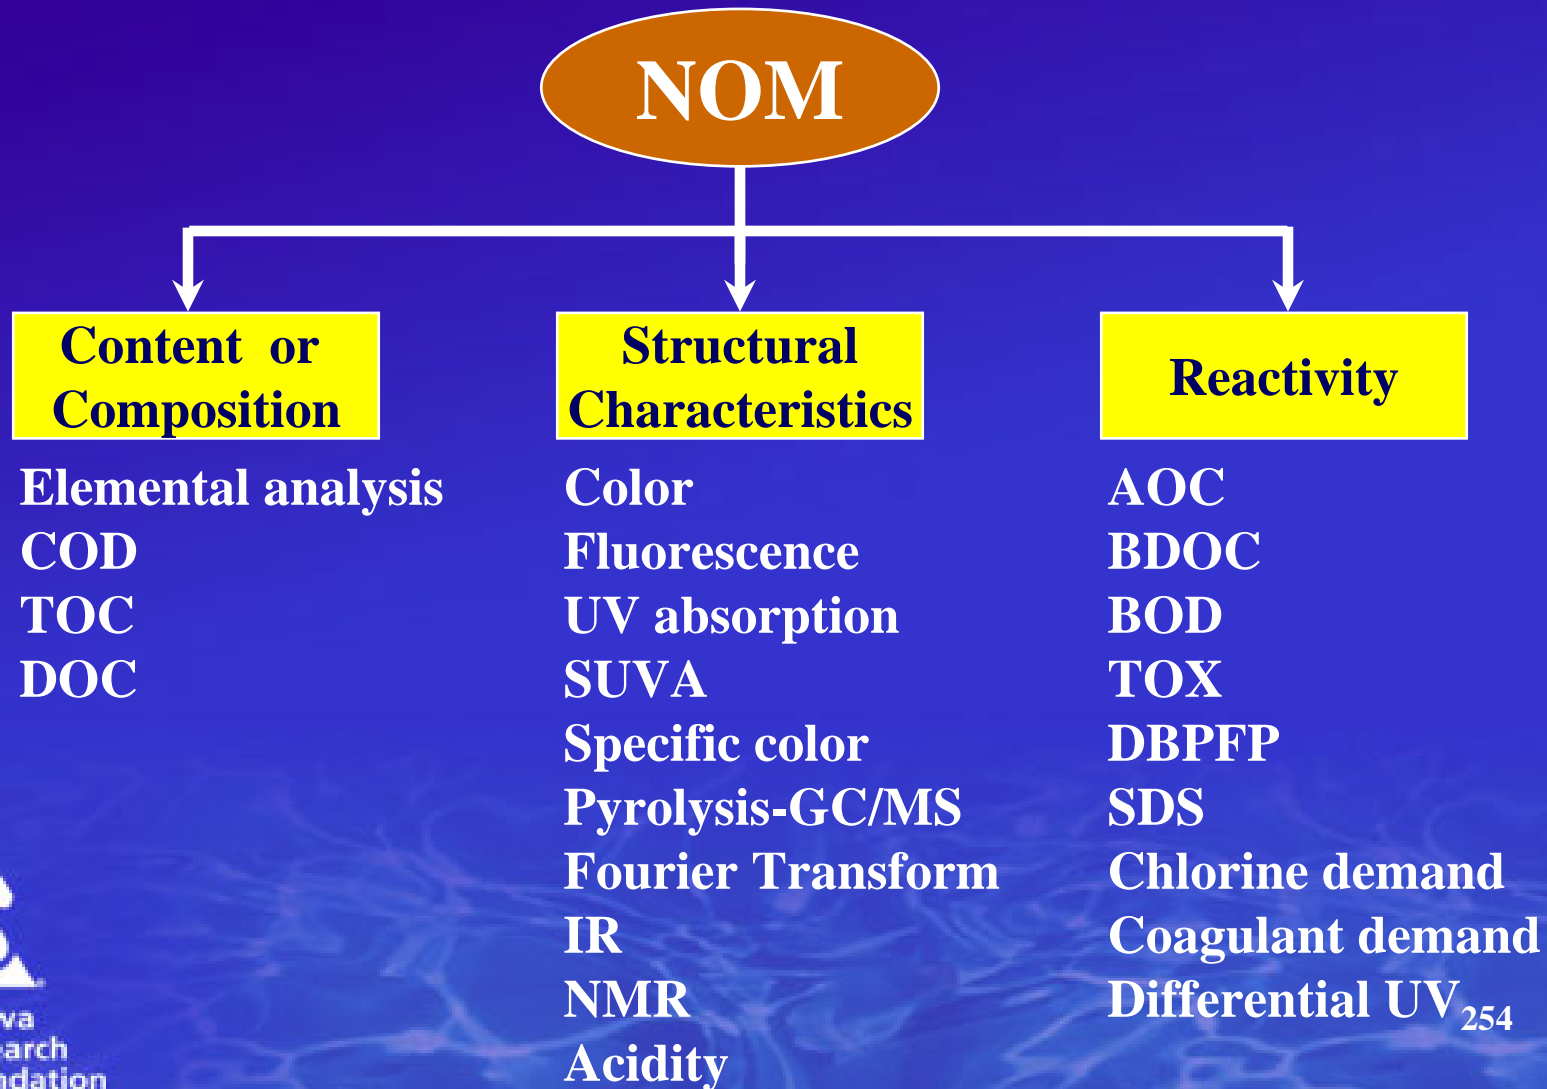 NOM
Content or
Composition
Elemental analysis
COD
TOC
DOC
Structural
Characteristics
Color
Fluorescence
UV absorption
SUVA
Specific color
Pyrolysis-GC/MS
Fourier Transform
IR
NMR
Acidity
Reactivity
AOC
BDOC
BOD
TOX
DBPFP
SDS
Chlorine demand
Coagulant demand
Differential UV254